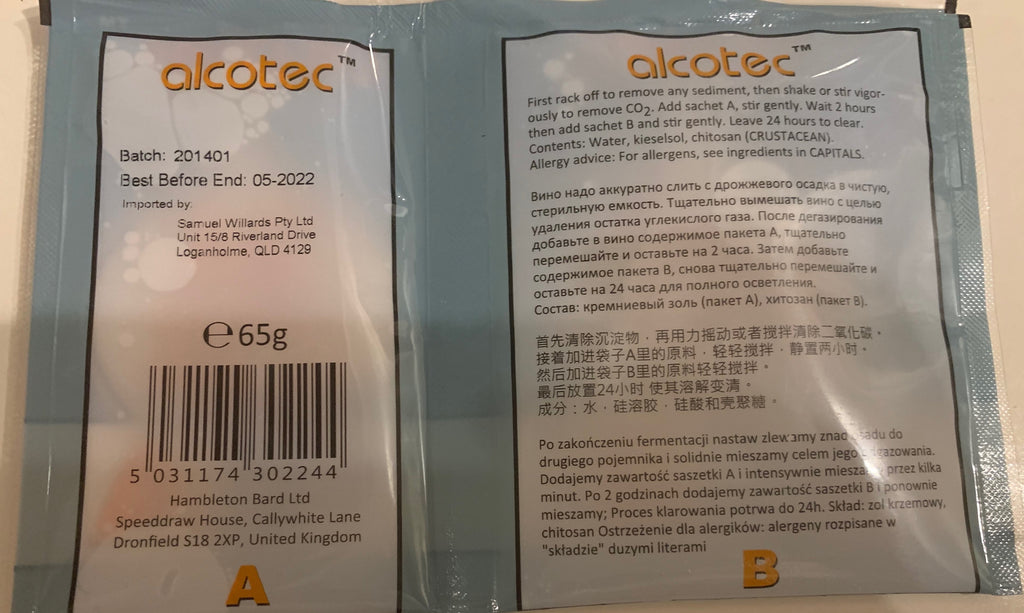 alcotec™
Batch: 201401
Best Before End: 05-2022
Imported by:
Samuel Willards Pty Ltd
Unit 15/8 Riverland Drive
Loganholme, QLD 4129
℮ 65g
5 031174 302244
Hambleton Bard Ltd
Speeddraw House, Callywhite Lane
Dronfield S18 2XP, United Kingdom
A
alcotec™
First rack off to remove any sediment, then shake or stir vigor-
ously to remove CO2. Add sachet A, stir gently. Wait 2 hours
then add sachet B and stir gently. Leave 24 hours to clear.
Contents: Water, kieselsol, chitosan (CRUSTACEAN).
Allergy advice: For allergens, see ingredients in CAPITALS.
Вино надо аккуратно слить с дрожжевого осадка в чистую,
стерильную емкость. Тщательно вымешать вино с целью
удаления остатка углекислого газа. После дегазирования
добавьте в вино содержимое пакета А, тщательно
перемешайте и оставьте на 2 часа. Затем добавьте
содержимое пакета В, снова тщательно перемешайте и
оставьте на 24 часа для полного осветления.
Состав: кремниевый золь (пакет А), хитозан (пакет В).
首先清除沉淀物，再用力摇动或者搅拌清除二氧化碳。
接着加进袋子A里的原料，轻轻搅拌，静置两小时。
然后加进袋子B里的原料轻轻搅拌。
最后放置24小时 使其溶解变清。
成分：水，硅溶胶，硅酸和壳聚糖。
Po zakończeniu fermentacji nastaw zlewamy znad osadu do
drugiego pojemnika i solidnie mieszamy celem jego odgazowania.
Dodajemy zawartość saszetki A i intensywnie mieszamy przez kilka
minut. Po 2 godzinach dodajemy zawartość saszetki B i ponownie
mieszamy; Proces klarowania potrwa do 24h. Skład: zol krzemowy,
chitosan Ostrzeżenie dla alergików: alergeny rozpisane w
"składzie" duzymi literami
B